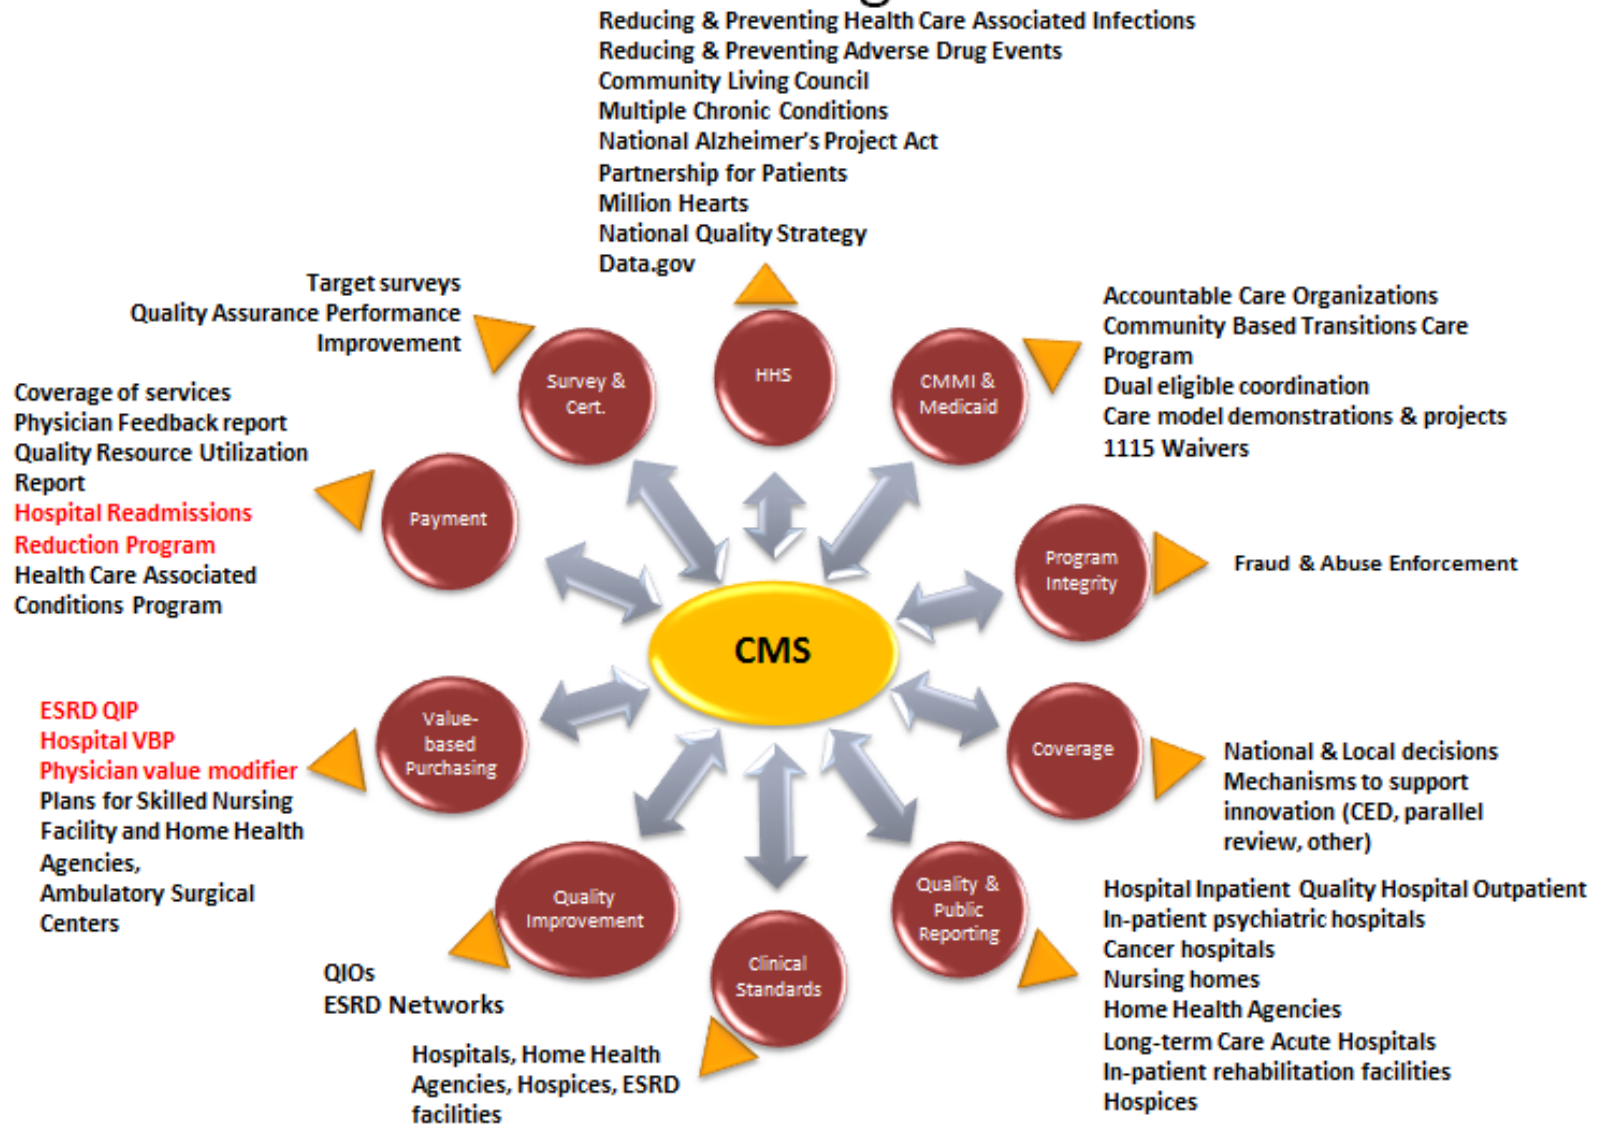 Reducing & Preventing Health Care Associated Infections
Reducing & Preventing Adverse Drug Events
Community Living Council
Multiple Chronic Conditions
National Alzheimer's Project Act
Partnership for Patients
Million Hearts
National Quality Strategy
Data.gov
Target surveys
Quality Assurance Performance
Improvement
Accountable Care Organizations
Community Based Transitions Care
Program
Dual eligible coordination
Care model demonstrations & projects
1115 Waivers
Survey &
Cert.
HHS
CMMI &
Medicaid
Coverage of services
Physician Feedback report
Quality Resource Utilization
Report
Hospital Readmissions
Reduction Program
Health Care Associated
Conditions Program
Payment
Program
Integrity
Fraud & Abuse Enforcement
CMS
ESRD QIP
Hospital VBP
Physician value modifier
Plans for Skilled Nursing
Facility and Home Health
Agencies,
Ambulatory Surgical
Centers
Value-
based
Purchasing
Coverage
National & Local decisions
Mechanisms to support
innovation (CED, parallel
review, other)
Quality
Improvement
QIOs
ESRD Networks
Clinical
Standards
Hospitals, Home Health
Agencies, Hospices, ESRD
facilities
Quality &
Public
Reporting
Hospital Inpatient Quality Hospital Outpatient
In-patient psychiatric hospitals
Cancer hospitals
Nursing homes
Home Health Agencies
Long-term Care Acute Hospitals
In-patient rehabilitation facilities
Hospices